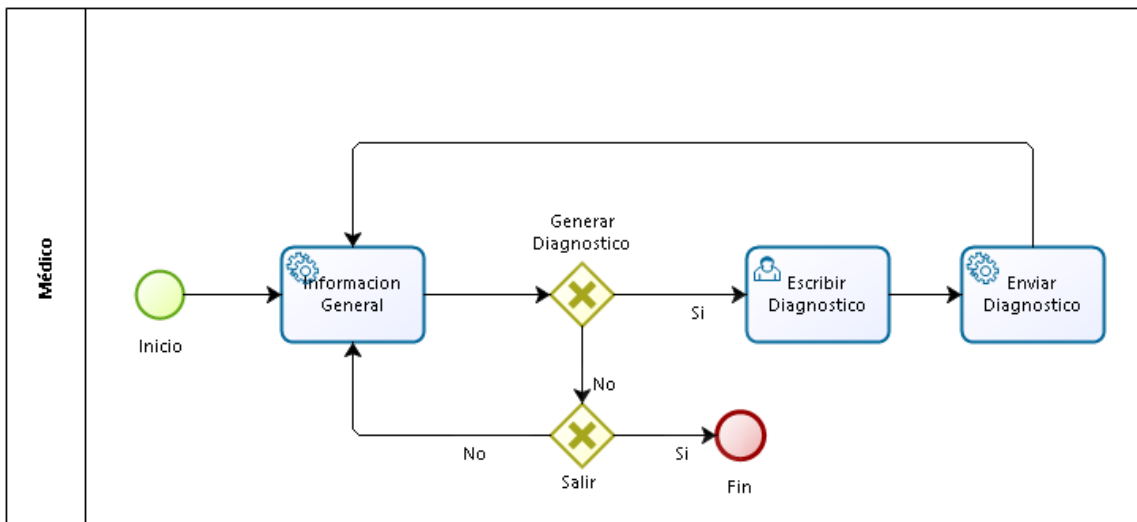 Médico
Inicio
Informacion
General
Generar
Diagnostico
Si
Escribir
Diagnostico
Enviar
Diagnostico
No
No
Salir
Si
Fin